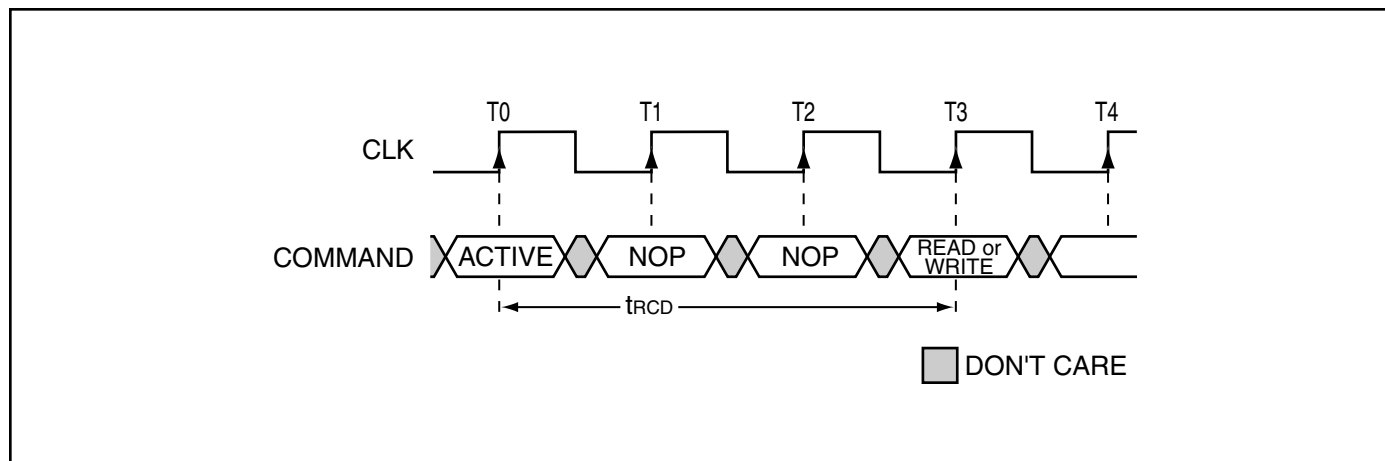 T0 T1 T2 T3 T4
CLK
COMMAND ACTIVE NOP NOP READ or
WRITE
tRCD
DON'T CARE